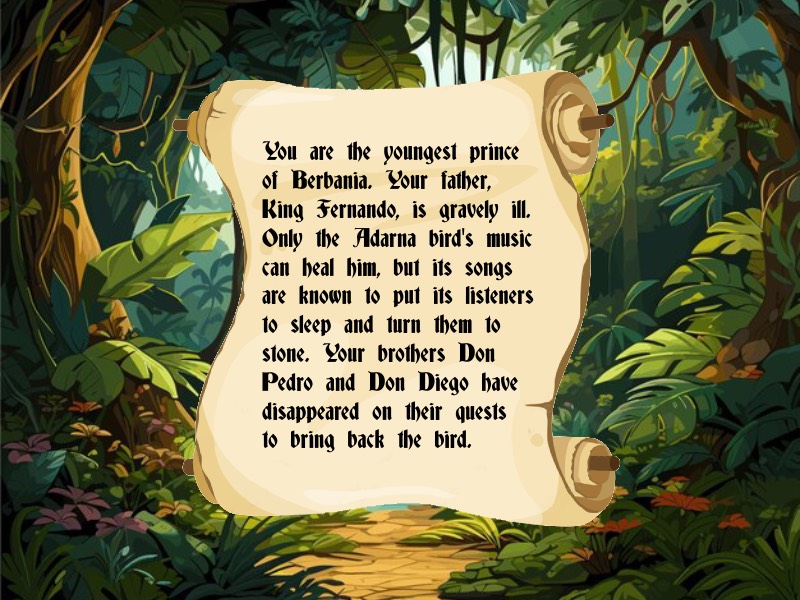 You are the youngest prince
of Berbania. Your father,
King Fernando, is gravely ill.
Only the Adarna bird's music
can heal him, but its songs
are known to put its listeners
to sleep and turn them to
stone. Your brothers Don
Pedro and Don Diego have
disappeared on their quests
to bring back the bird.